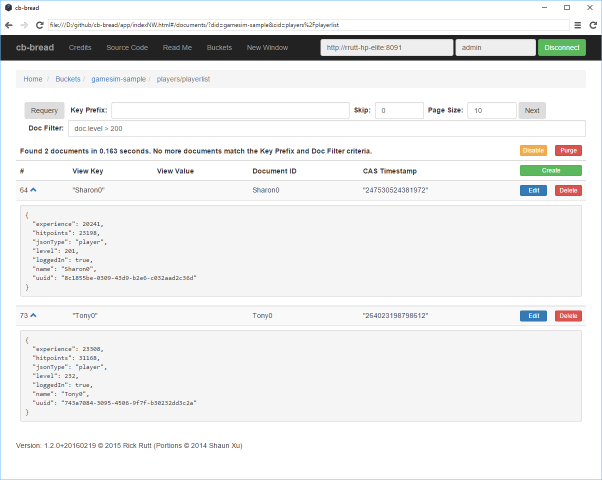 cb-bread
file:///D:/github/cb-bread/app/indexNW.html#/documents/?did=gamesim-sample&cid=players%2Fplayerlist
cb-bread Credits Source Code Read Me Buckets New Window http://rrutt-hp-elite:8091 admin Disconnect
Home / Buckets / gamesim-sample / players/playerlist
Requery Key Prefix: Skip: 0 Page Size: 10 Next
Doc Filter: doc.level > 200
Found 2 documents in 0.163 seconds. No more documents match the Key Prefix and Doc Filter criteria. Disable Purge
# View Key View Value Document ID CAS Timestamp Create
64 "Sharon0" Sharon0 "247530524381972" Edit Delete
{
"experience": 20241,
"hitpoints": 23198,
"jsonType": "player",
"level": 201,
"loggedIn": true,
"name": "Sharon0",
"uuid": "8c1855ba-0309-43d9-b2a6-c032aad2c36d"
}
73 "Tony0" Tony0 "264023198798612" Edit Delete
{
"experience": 23308,
"hitpoints": 31168,
"jsonType": "player",
"level": 232,
"loggedIn": true,
"name": "Tony0",
"uuid": "743a7084-3095-4506-9f7f-b30232dd3c2a"
}
Version: 1.2.0+20160219 © 2015 Rick Rutt (Portions © 2014 Shaun Xu)